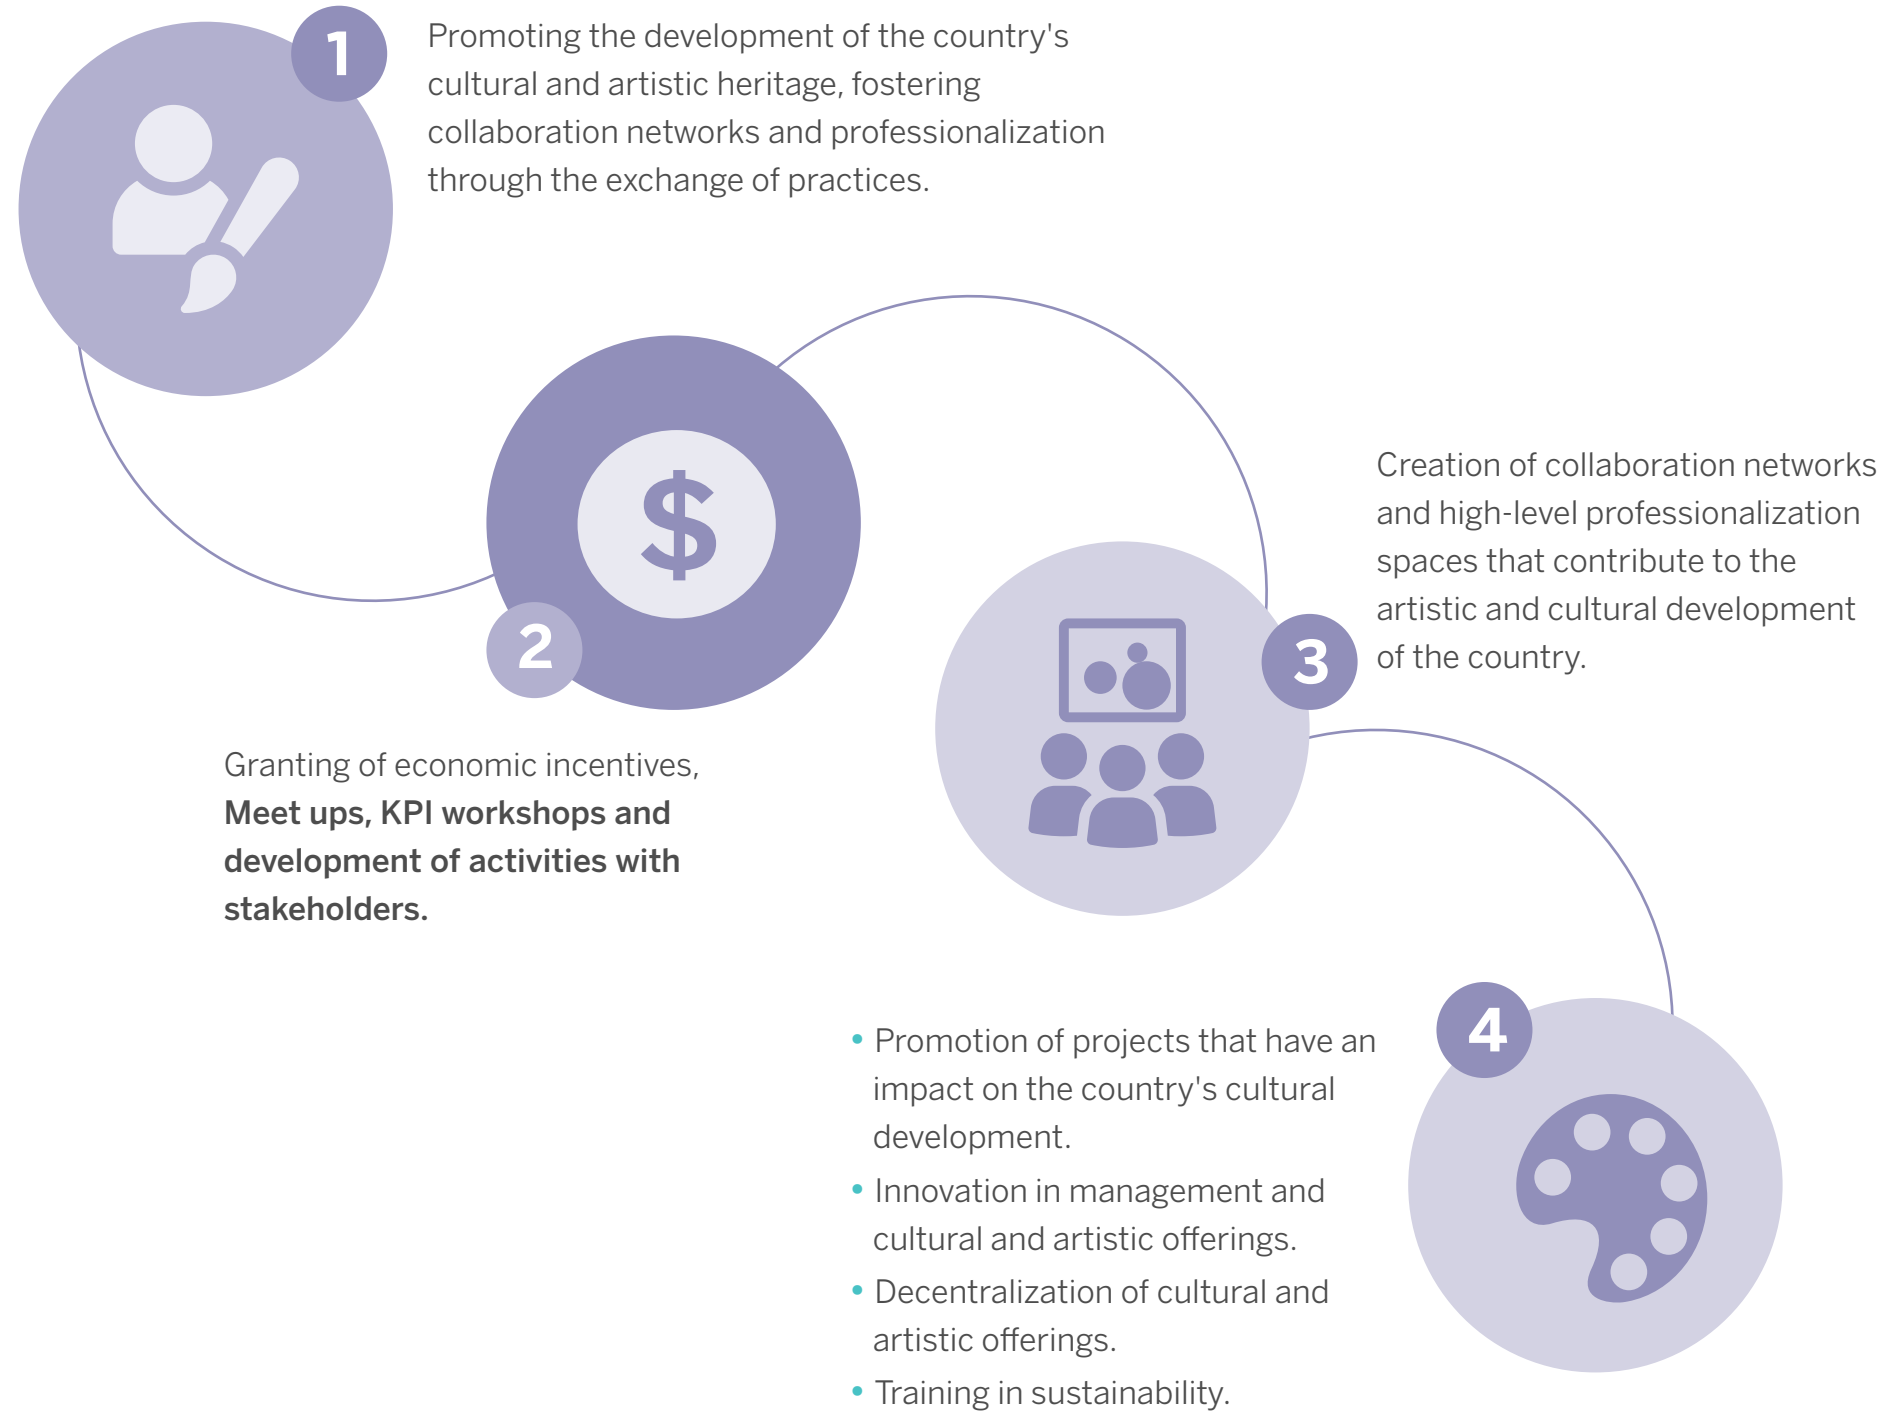 1
Promoting the development of the country's
cultural and artistic heritage, fostering
collaboration networks and professionalization
through the exchange of practices.
$
2
Granting of economic incentives,
Meet ups, KPI workshops and
development of activities with
stakeholders.
3
Creation of collaboration networks
and high-level professionalization
spaces that contribute to the
artistic and cultural development
of the country.
4
• Promotion of projects that have an
impact on the country's cultural
development.
• Innovation in management and
cultural and artistic offerings.
• Decentralization of cultural and
artistic offerings.
• Training in sustainability.